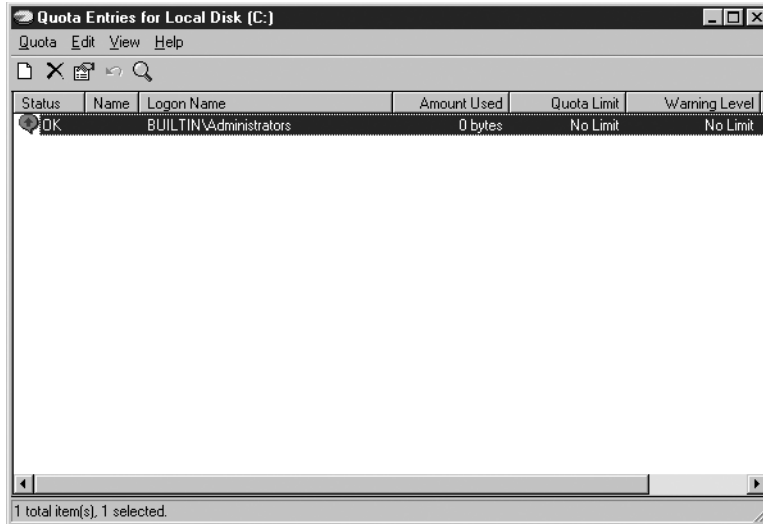 Quota Entries for Local Disk (C:)
Quota Edit View Help
Status Name Logon Name Amount Used Quota Limit Warning Level
OK BUILTIN\Administrators 0 bytes No Limit No Limit
1 total item(s), 1 selected.